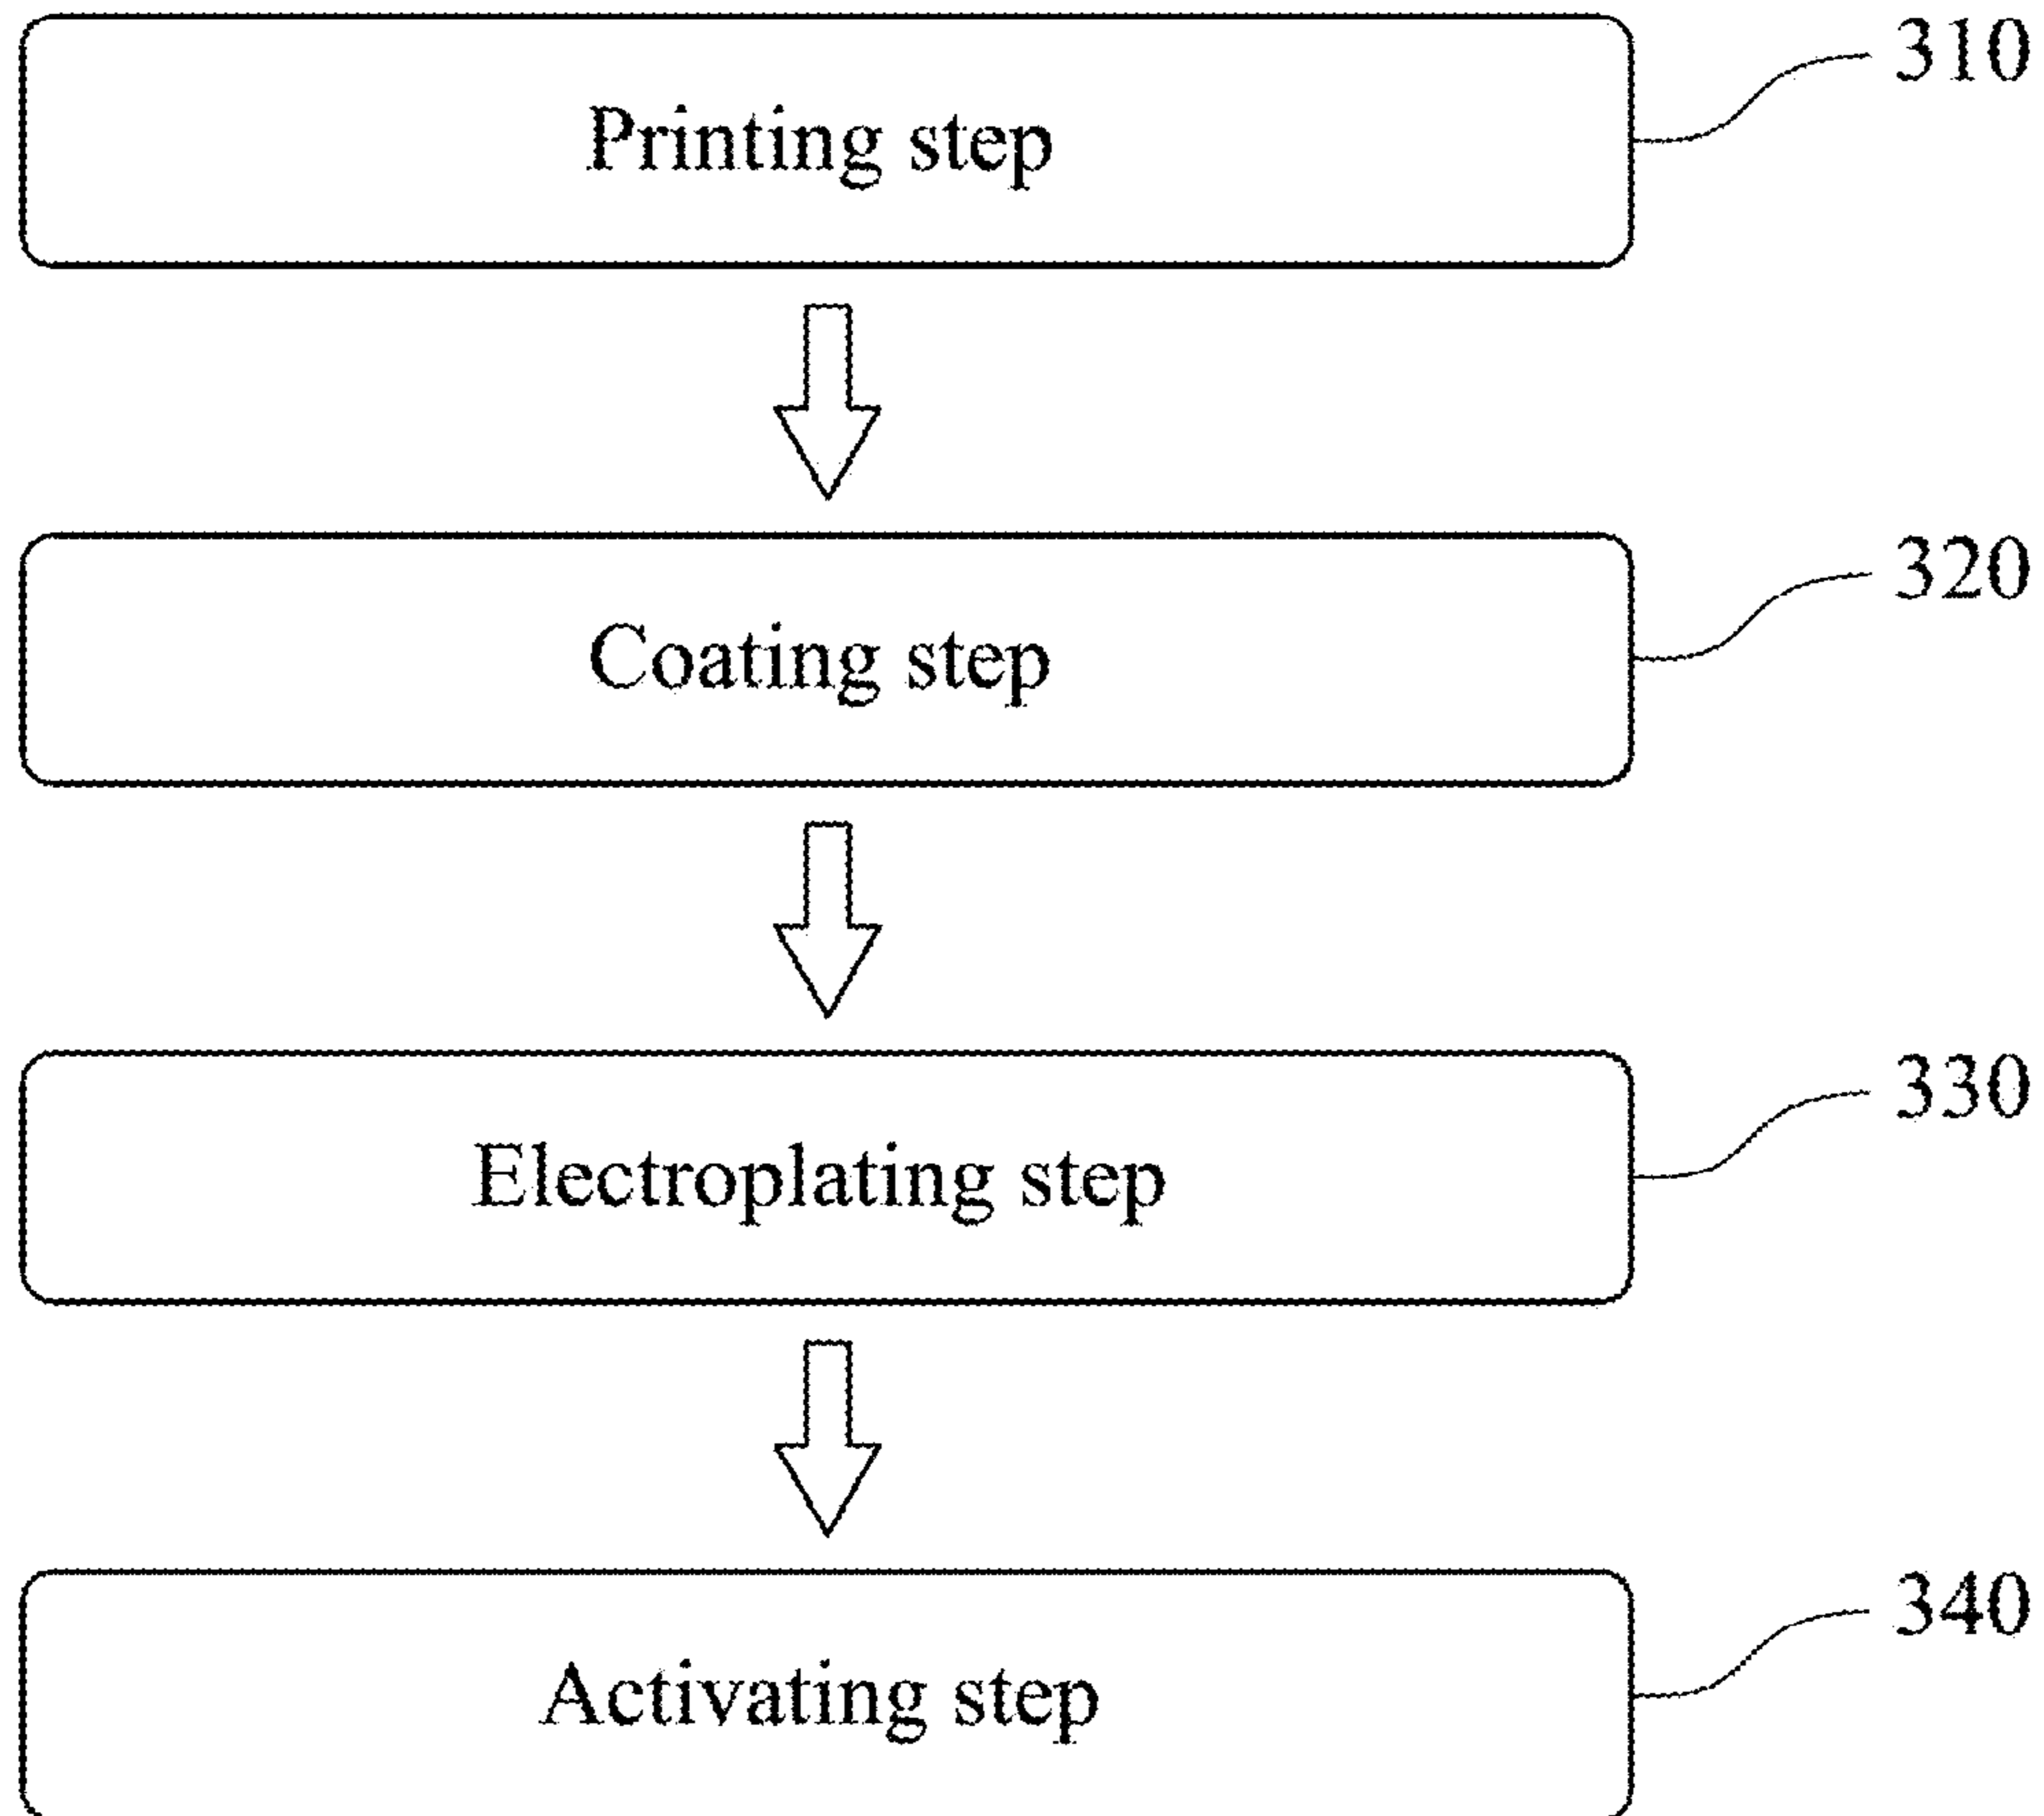 310
Printing step
320
Coating step
330
Electroplating step
340
Activating step